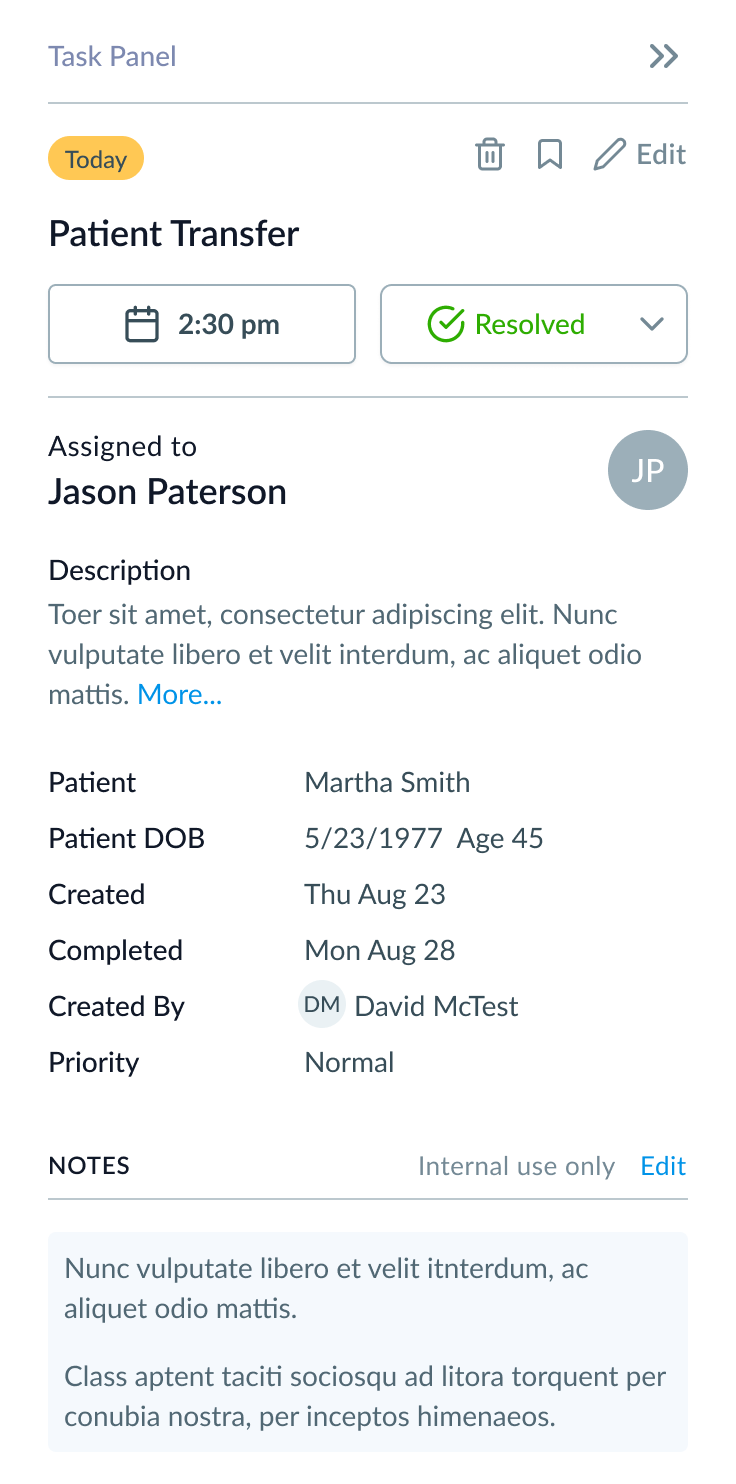 Task Panel
Today
Edit
Patient Transfer
2:30 pm
Resolved
Assigned to
Jason Paterson
JP
Description
Toer sit amet, consectetur adipiscing elit. Nunc
vulputate libero et velit interdum, ac aliquet odio
mattis. More...
Patient Martha Smith
Patient DOB 5/23/1977 Age 45
Created Thu Aug 23
Completed Mon Aug 28
Created By DM David McTest
Priority Normal
NOTES Internal use only Edit
Nunc vulputate libero et velit itnterdum, ac
aliquet odio mattis.
Class aptent taciti sociosqu ad litora torquent per
conubia nostra, per inceptos himenaeos.